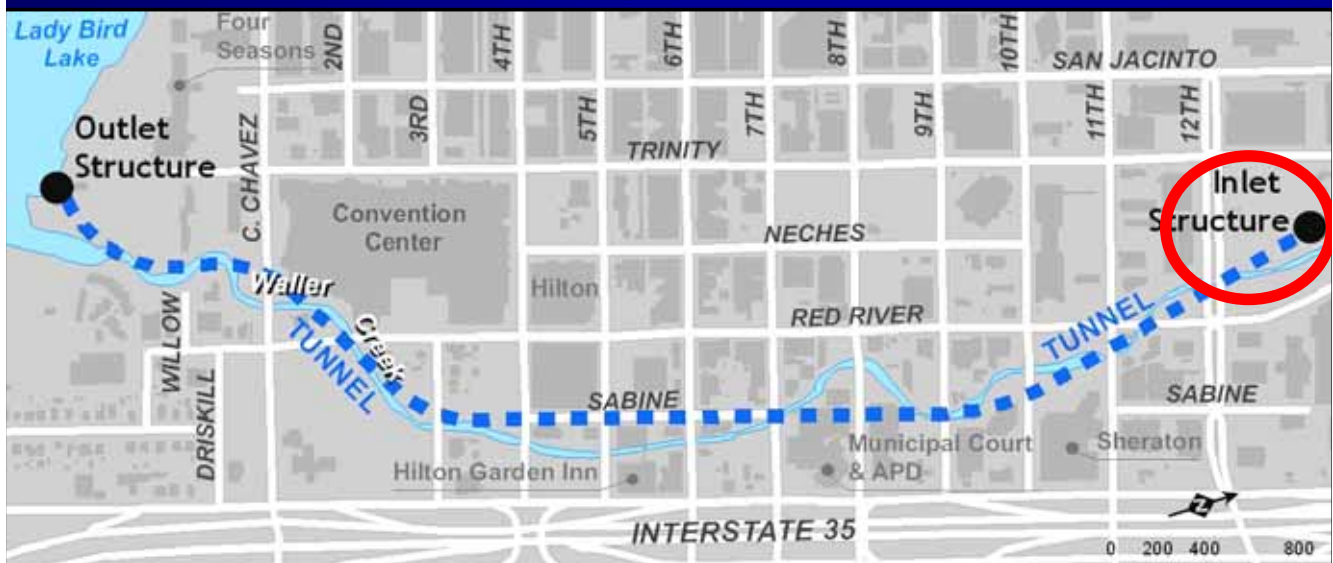 Lady Bird
Lake
Four
Seasons
2ND
4TH
6TH
8TH
10TH
SAN JACINTO
Outlet
Structure
C. CHAVEZ
3RD
5TH
7TH
9TH
11TH
12TH
TRINITY
Inlet
Structure
Convention
Center
NECHES
Waller
Creek
Hilton
RED RIVER
TUNNEL
TUNNEL
WILLOW
DRISKILL
SABINE
SABINE
Hilton Garden Inn
Municipal Court
& APD
Sheraton
INTERSTATE 35
N
0 200 400 800